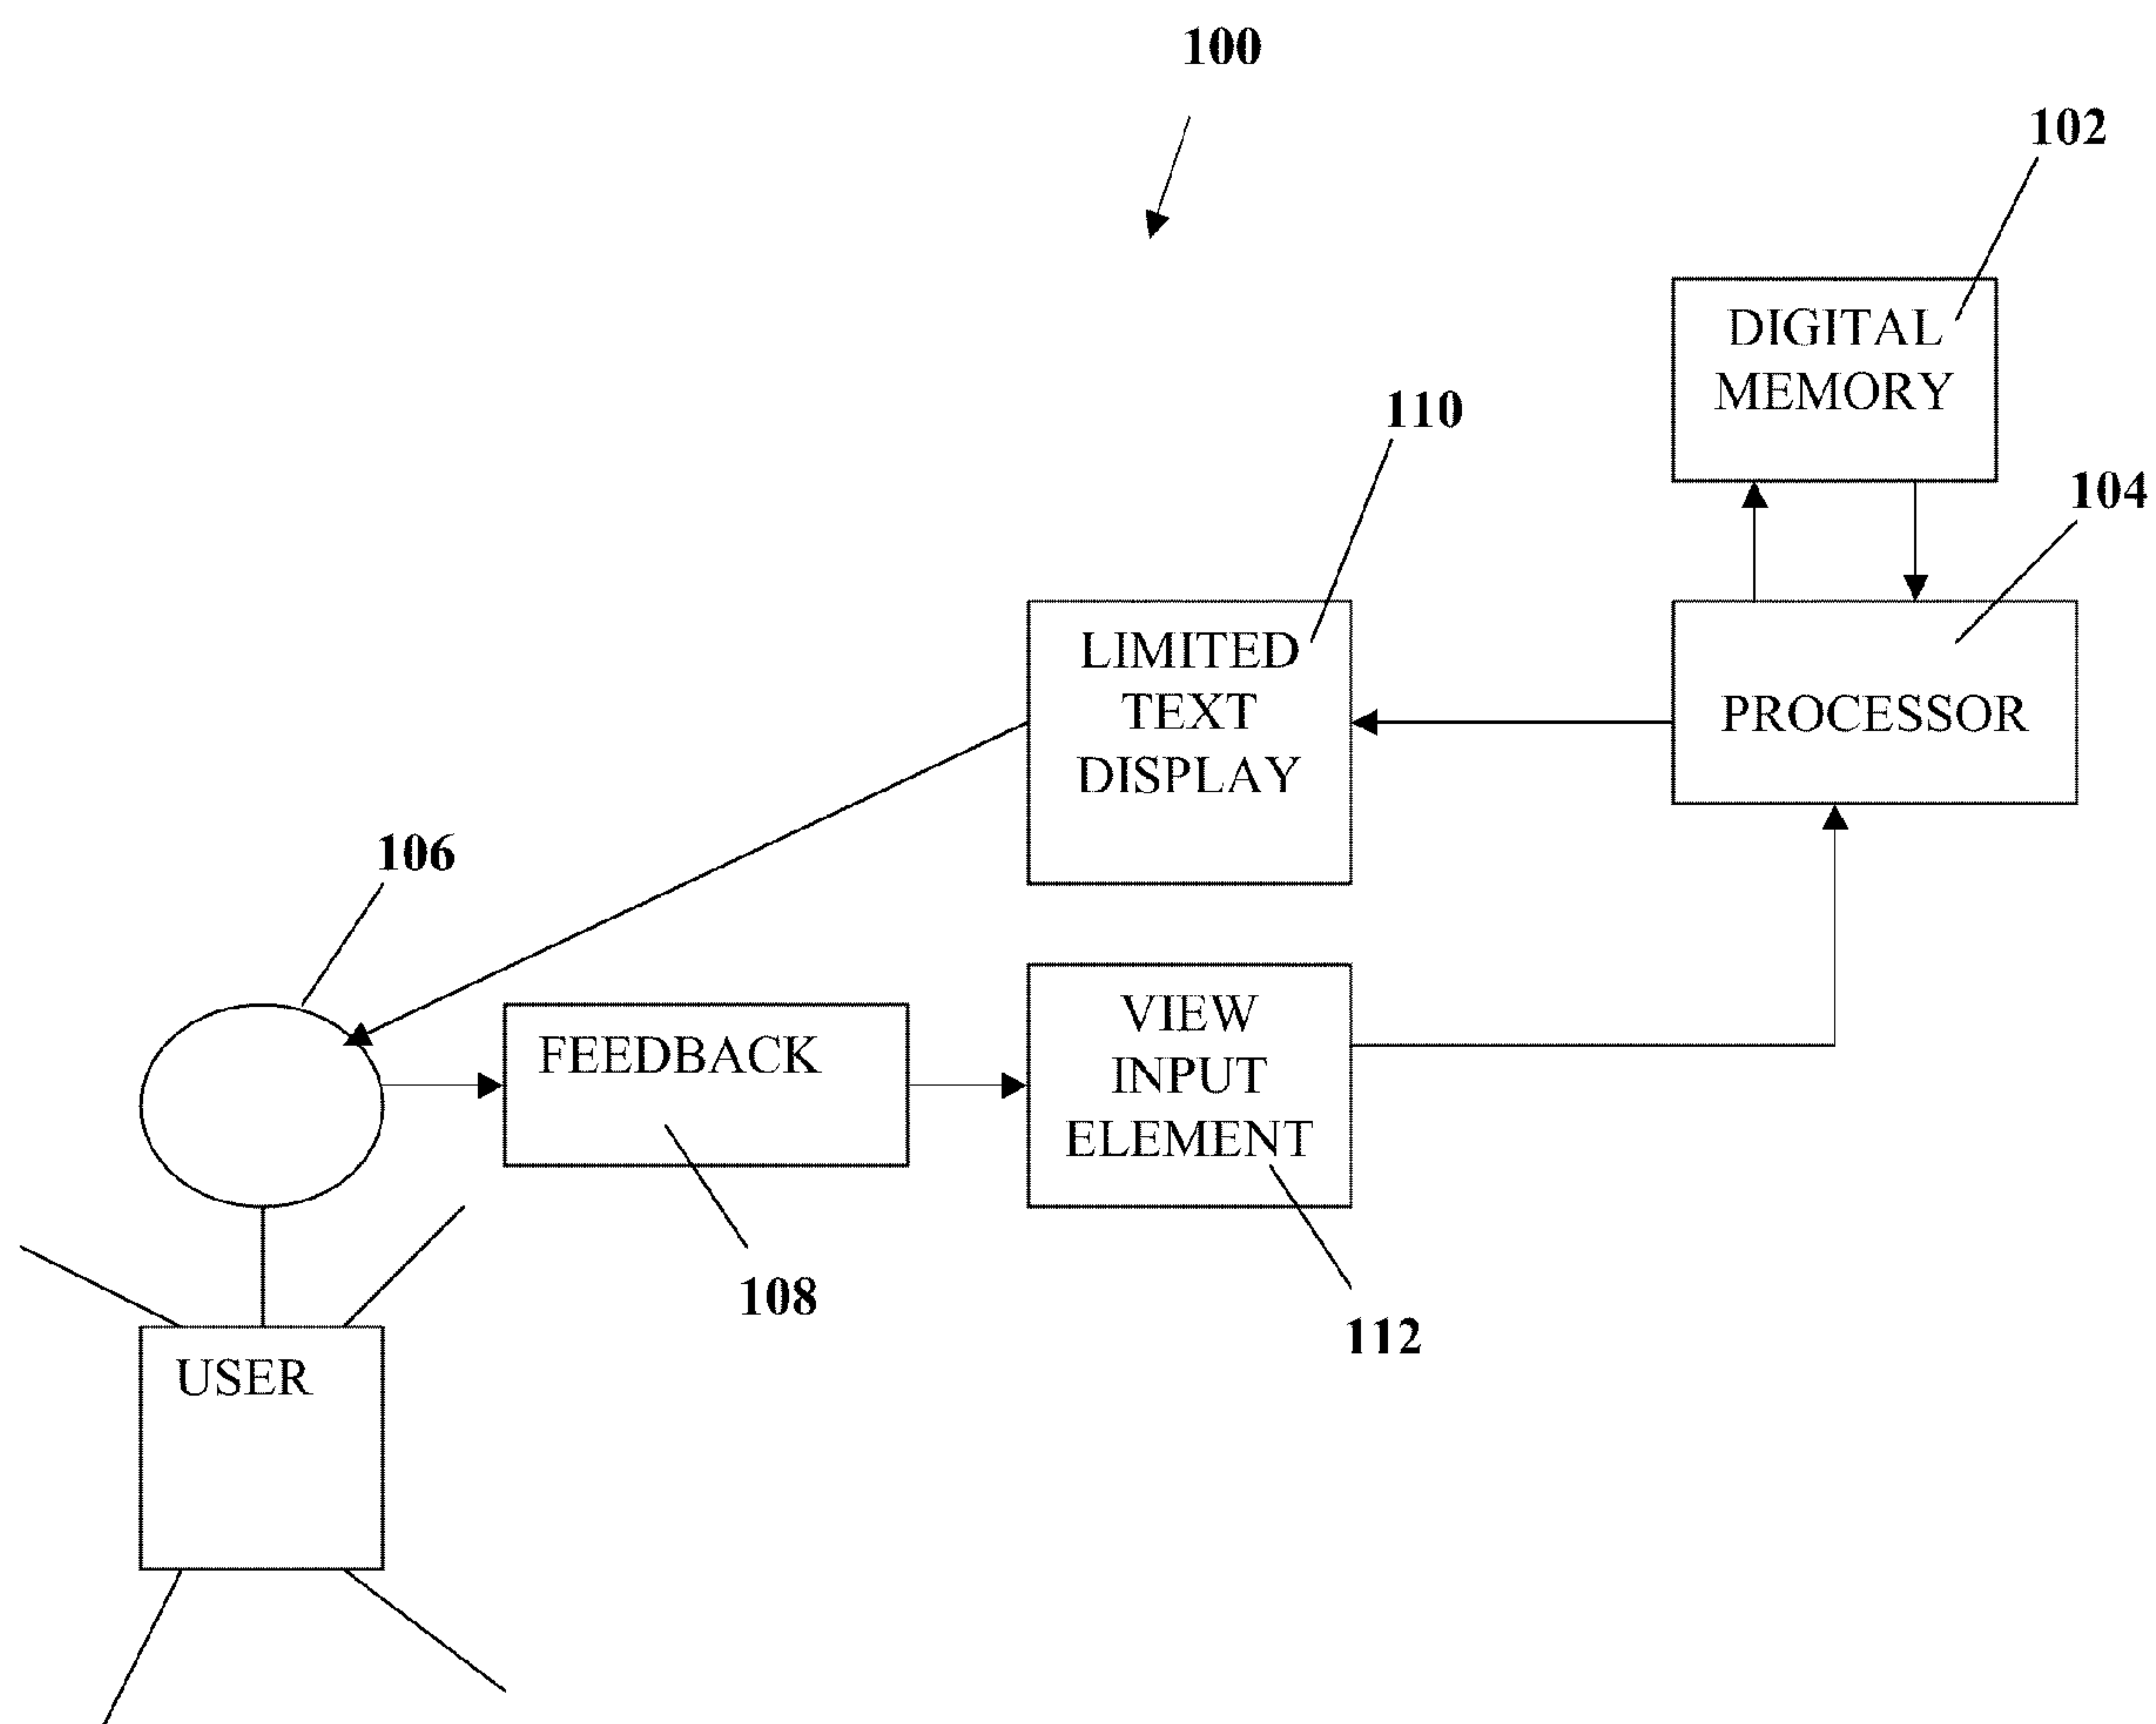 100
102
DIGITAL
MEMORY
110
104
LIMITED
TEXT
DISPLAY
PROCESSOR
106
FEEDBACK
VIEW
INPUT
ELEMENT
108
112
USER